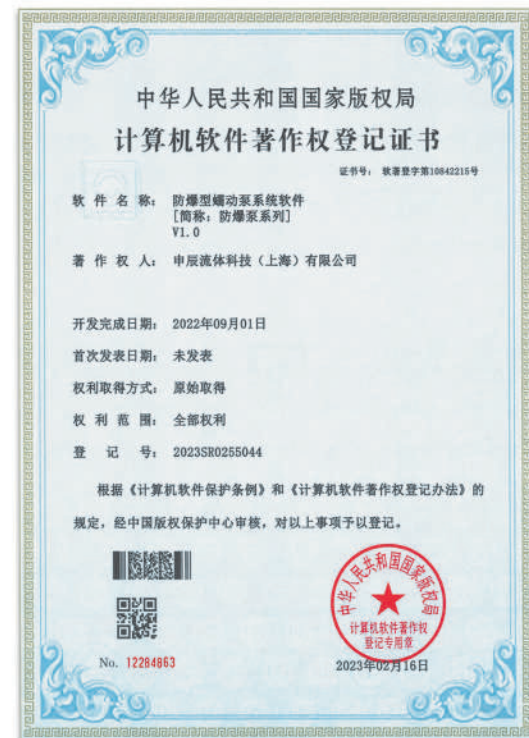 中华人民共和国国家版权局
计算机软件著作权登记证书
证书号： 软著登字第10842215号
软件名称： 防爆型蠕动泵系统软件
[简称：防爆泵系列]
V1.0
著作权人： 申辰流体科技（上海）有限公司
开发完成日期： 2022年09月01日
首次发表日期： 未发表
权利取得方式： 原始取得
权利范围： 全部权利
登记号： 2023SR0255044
根据《计算机软件保护条例》和《计算机软件著作权登记办法》的
规定，经中国版权保护中心审核，对以上事项予以登记。
中华人民共和国国家版权局
计算机软件著作权
登记专用章
No. 12284863
2023年02月16日